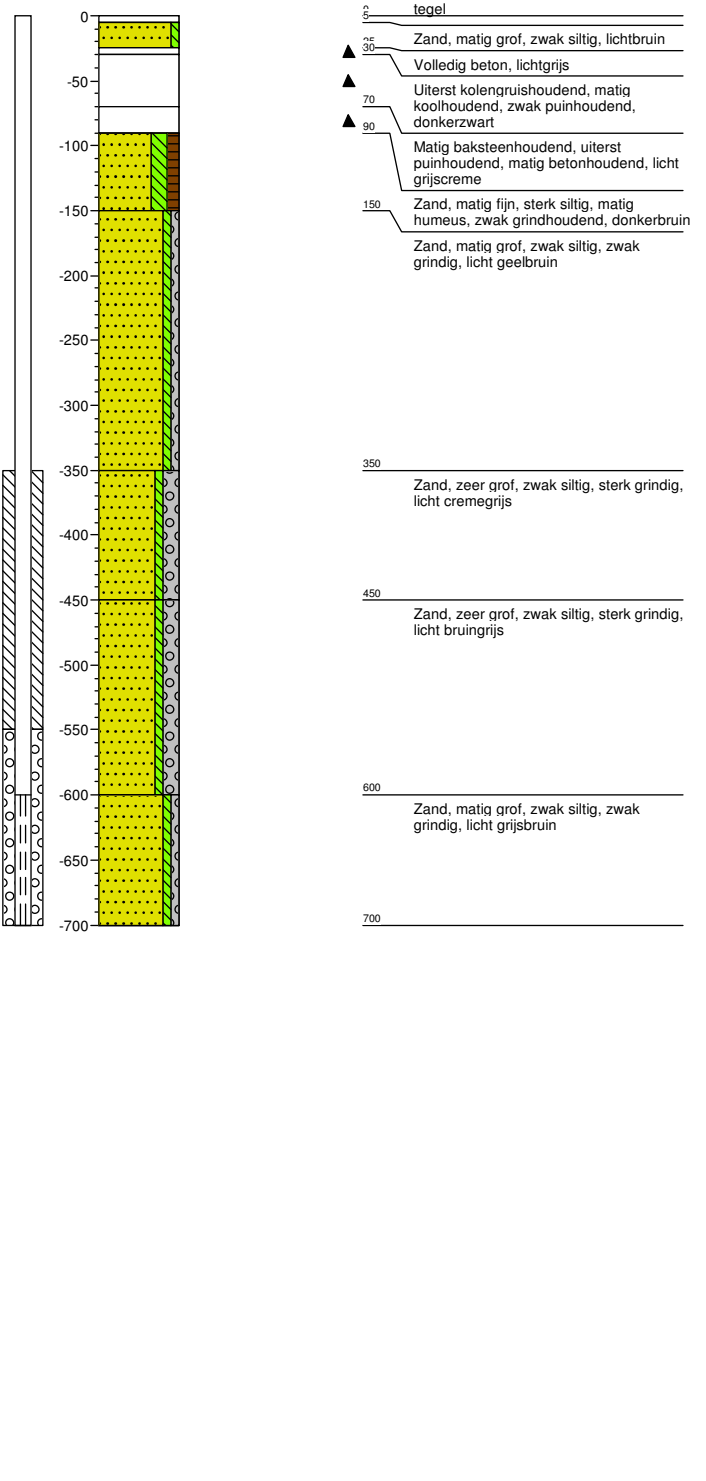 tegel
0
5
Zand, matig grof, zwak siltig, lichtbruin
25
30
Volledig beton, lichtgrijs
-50
Uiterst kolengruishoudend, matig
koolhoudend, zwak puinhoudend,
donkerzwart
70
90
-100
Matig baksteenhoudend, uiterst
puinhoudend, matig betonhoudend, licht
grijscreme
150
-150
Zand, matig fijn, sterk siltig, matig
humeus, zwak grindhoudend, donkerbruin
-200
Zand, matig grof, zwak siltig, zwak
grindig, licht geelbruin
-250
-300
350
-350
Zand, zeer grof, zwak siltig, sterk grindig,
licht cremegrijs
-400
450
-450
Zand, zeer grof, zwak siltig, sterk grindig,
licht bruingrijs
-500
-550
600
-600
Zand, matig grof, zwak siltig, zwak
grindig, licht grijsbruin
-650
700
-700